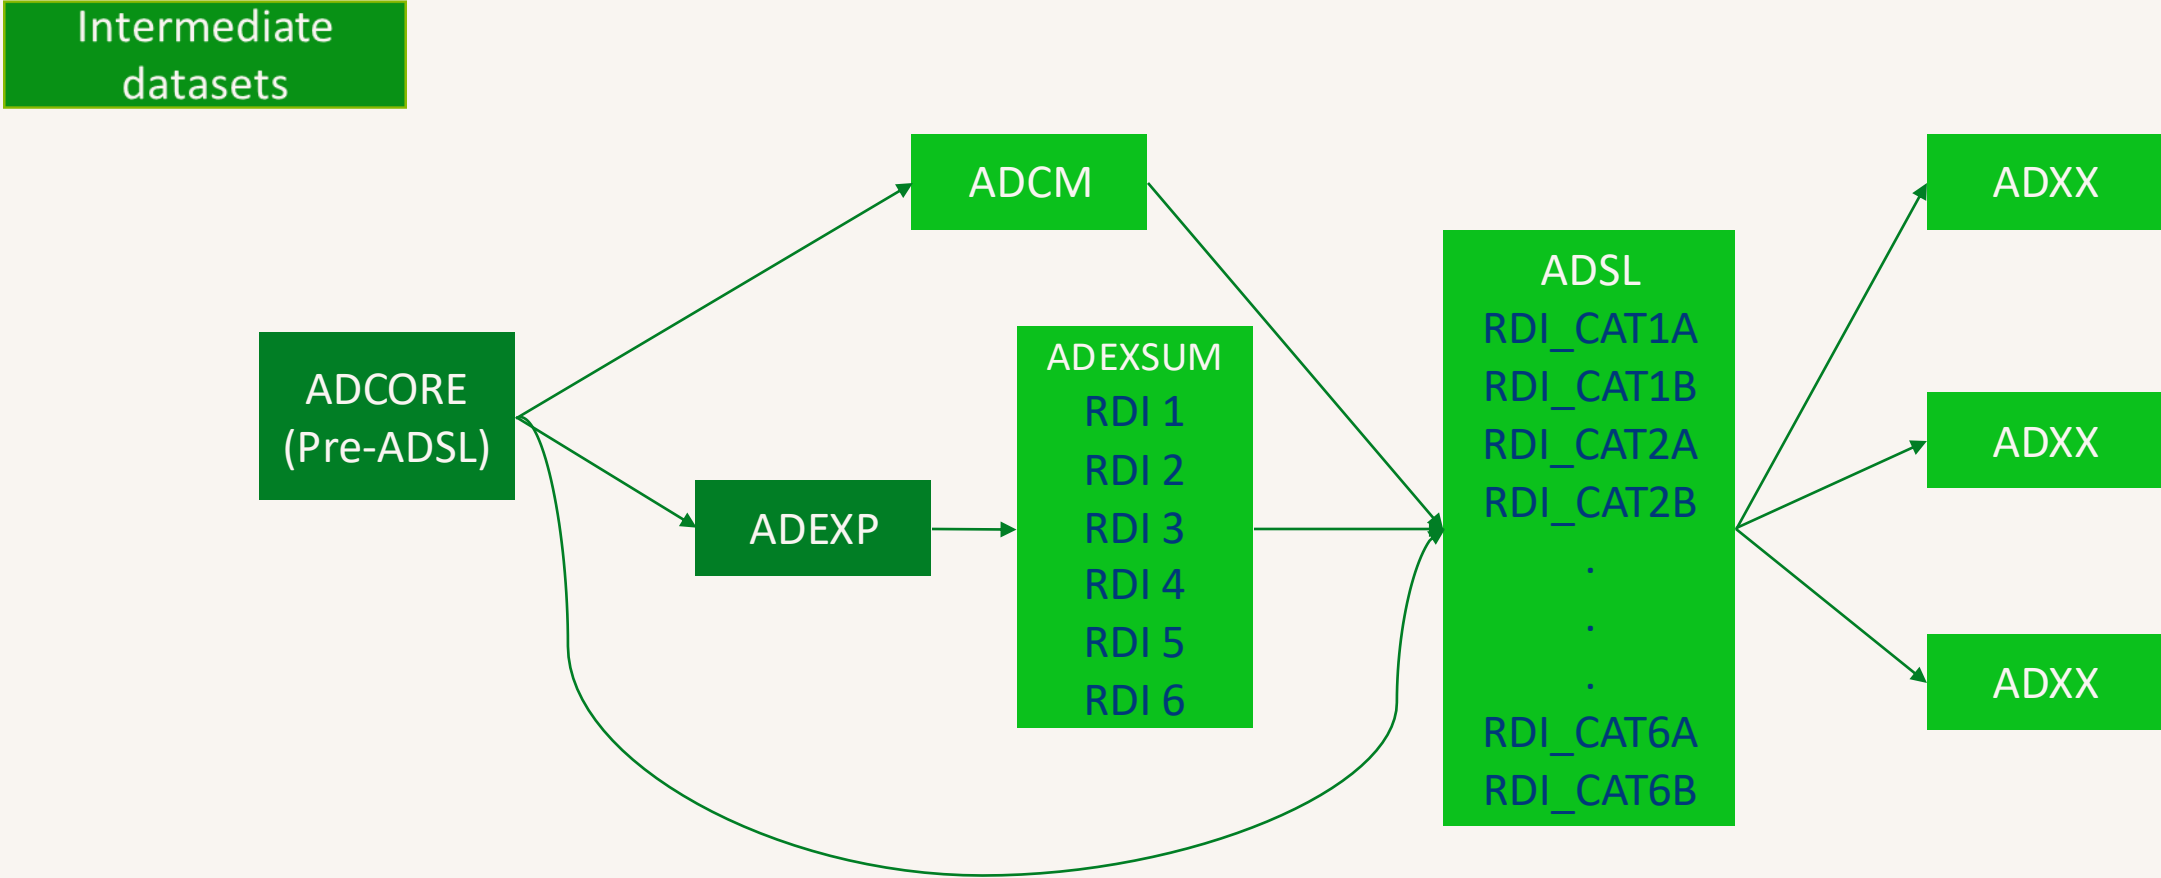 Intermediate
datasets
ADCORE
(Pre-ADSL)
ADCM
ADEXP
ADEXSUM
RDI 1
RDI 2
RDI 3
RDI 4
RDI 5
RDI 6
ADSL
RDI_CAT1A
RDI_CAT1B
RDI_CAT2A
RDI_CAT2B
.
.
.
RDI_CAT6A
RDI_CAT6B
ADXX
ADXX
ADXX